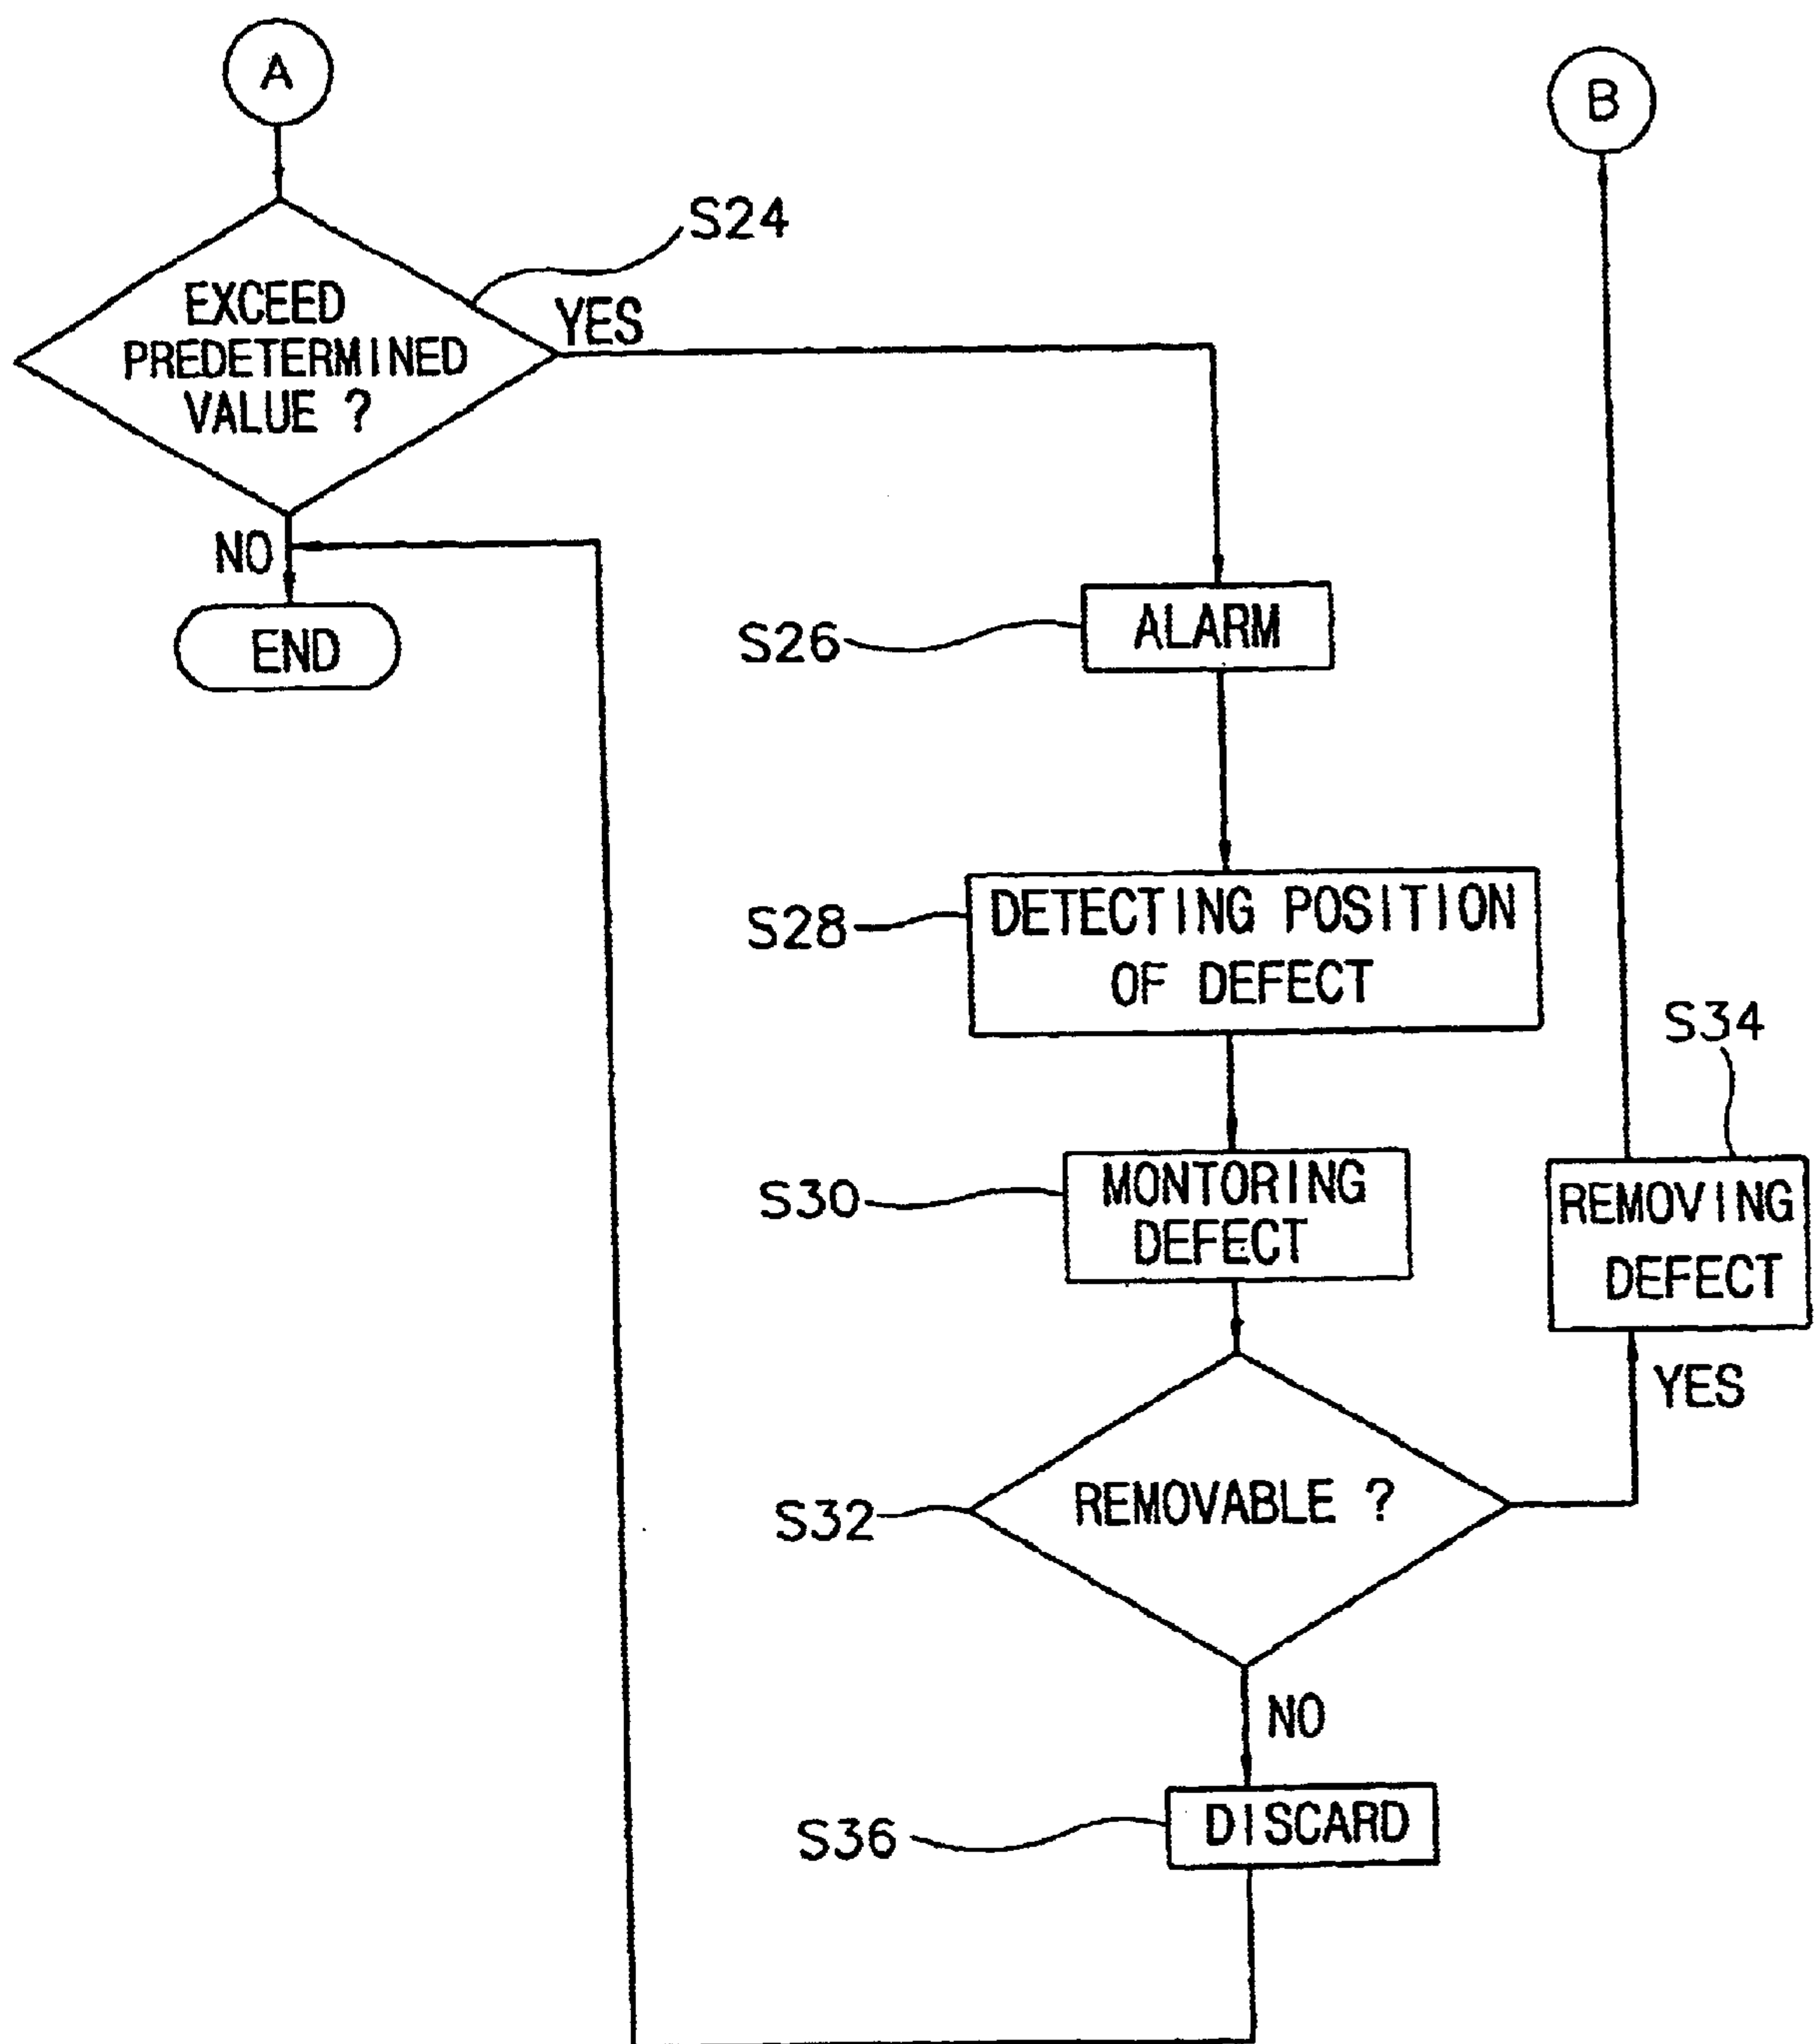 A
B
S24
EXCEED
PREDETERMINED
VALUE ?
YES
NO
END
S26
ALARM
S28
DETECTING POSITION
OF DEFECT
S34
S30
MONTORING
DEFECT
REMOVING
DEFECT
YES
S32
REMOVABLE ?
NO
S36
DISCARD